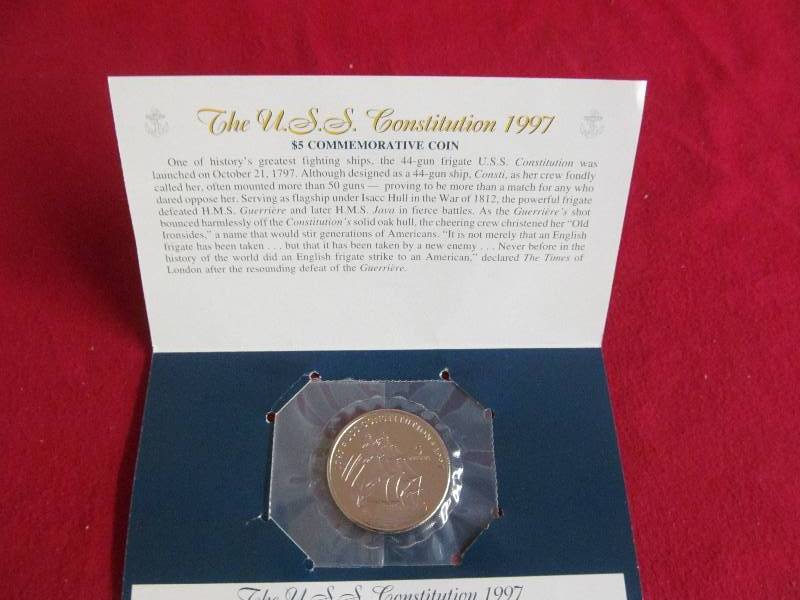 The U.S.S. Constitution 1997
$5 COMMEMORATIVE COIN
One of history's greatest fighting ships, the 44-gun frigate U.S.S. Constitution was
launched on October 21, 1797. Although designed as a 44-gun ship, Consti, as her crew fondly
called her, often mounted more than 50 guns — proving to be more than a match for any who
dared oppose her. Serving as flagship under Isacc Hull in the War of 1812, the powerful frigate
defeated H.M.S. Guerrière and later H.M.S. Java in fierce battles. As the Guerrière's shot
bounced harmlessly off the Constitution's solid oak hull, the cheering crew christened her "Old
Ironsides," a name that would stir generations of Americans. "It is not merely that an English
frigate has been taken . . . but that it has been taken by a new enemy . . . Never before in the
history of the world did an English frigate strike to an American," declared The Times of
London after the resounding defeat of the Guerrière.
CONSTITUTION
The U.S.S. Constitution 1997